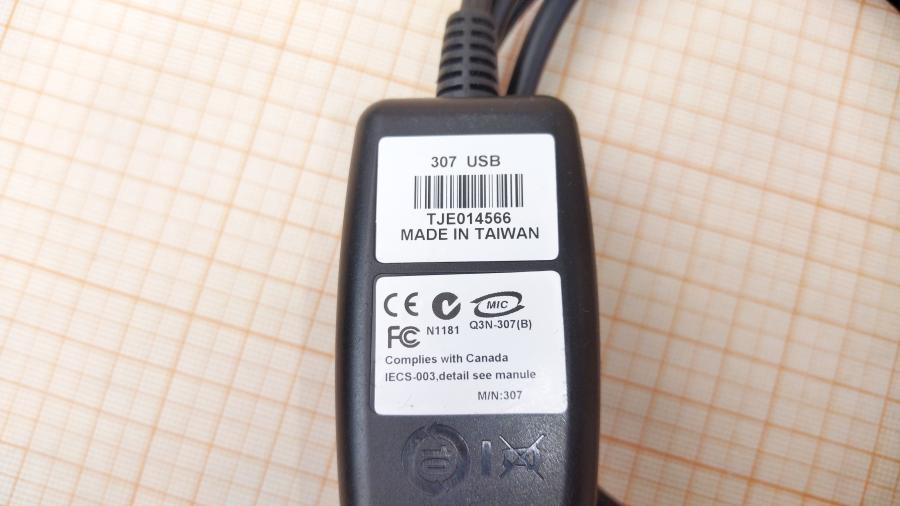 307 USB
TJE014566
MADE IN TAIWAN
CE
MIC
FC N1181 Q3N-307(B)
Complies with Canada
IECS-003,detail see manule
M/N:307
10